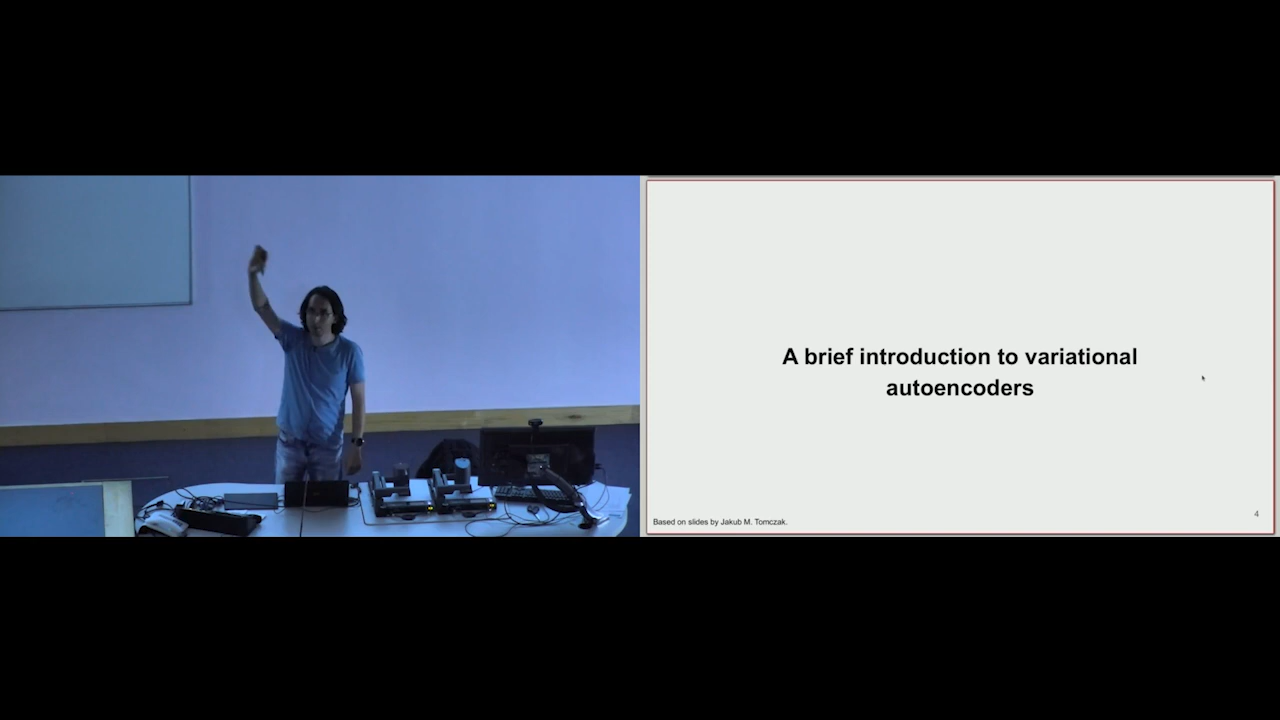 A brief introduction to variational
autoencoders
Based on slides by Jakub M. Tomczak.
4